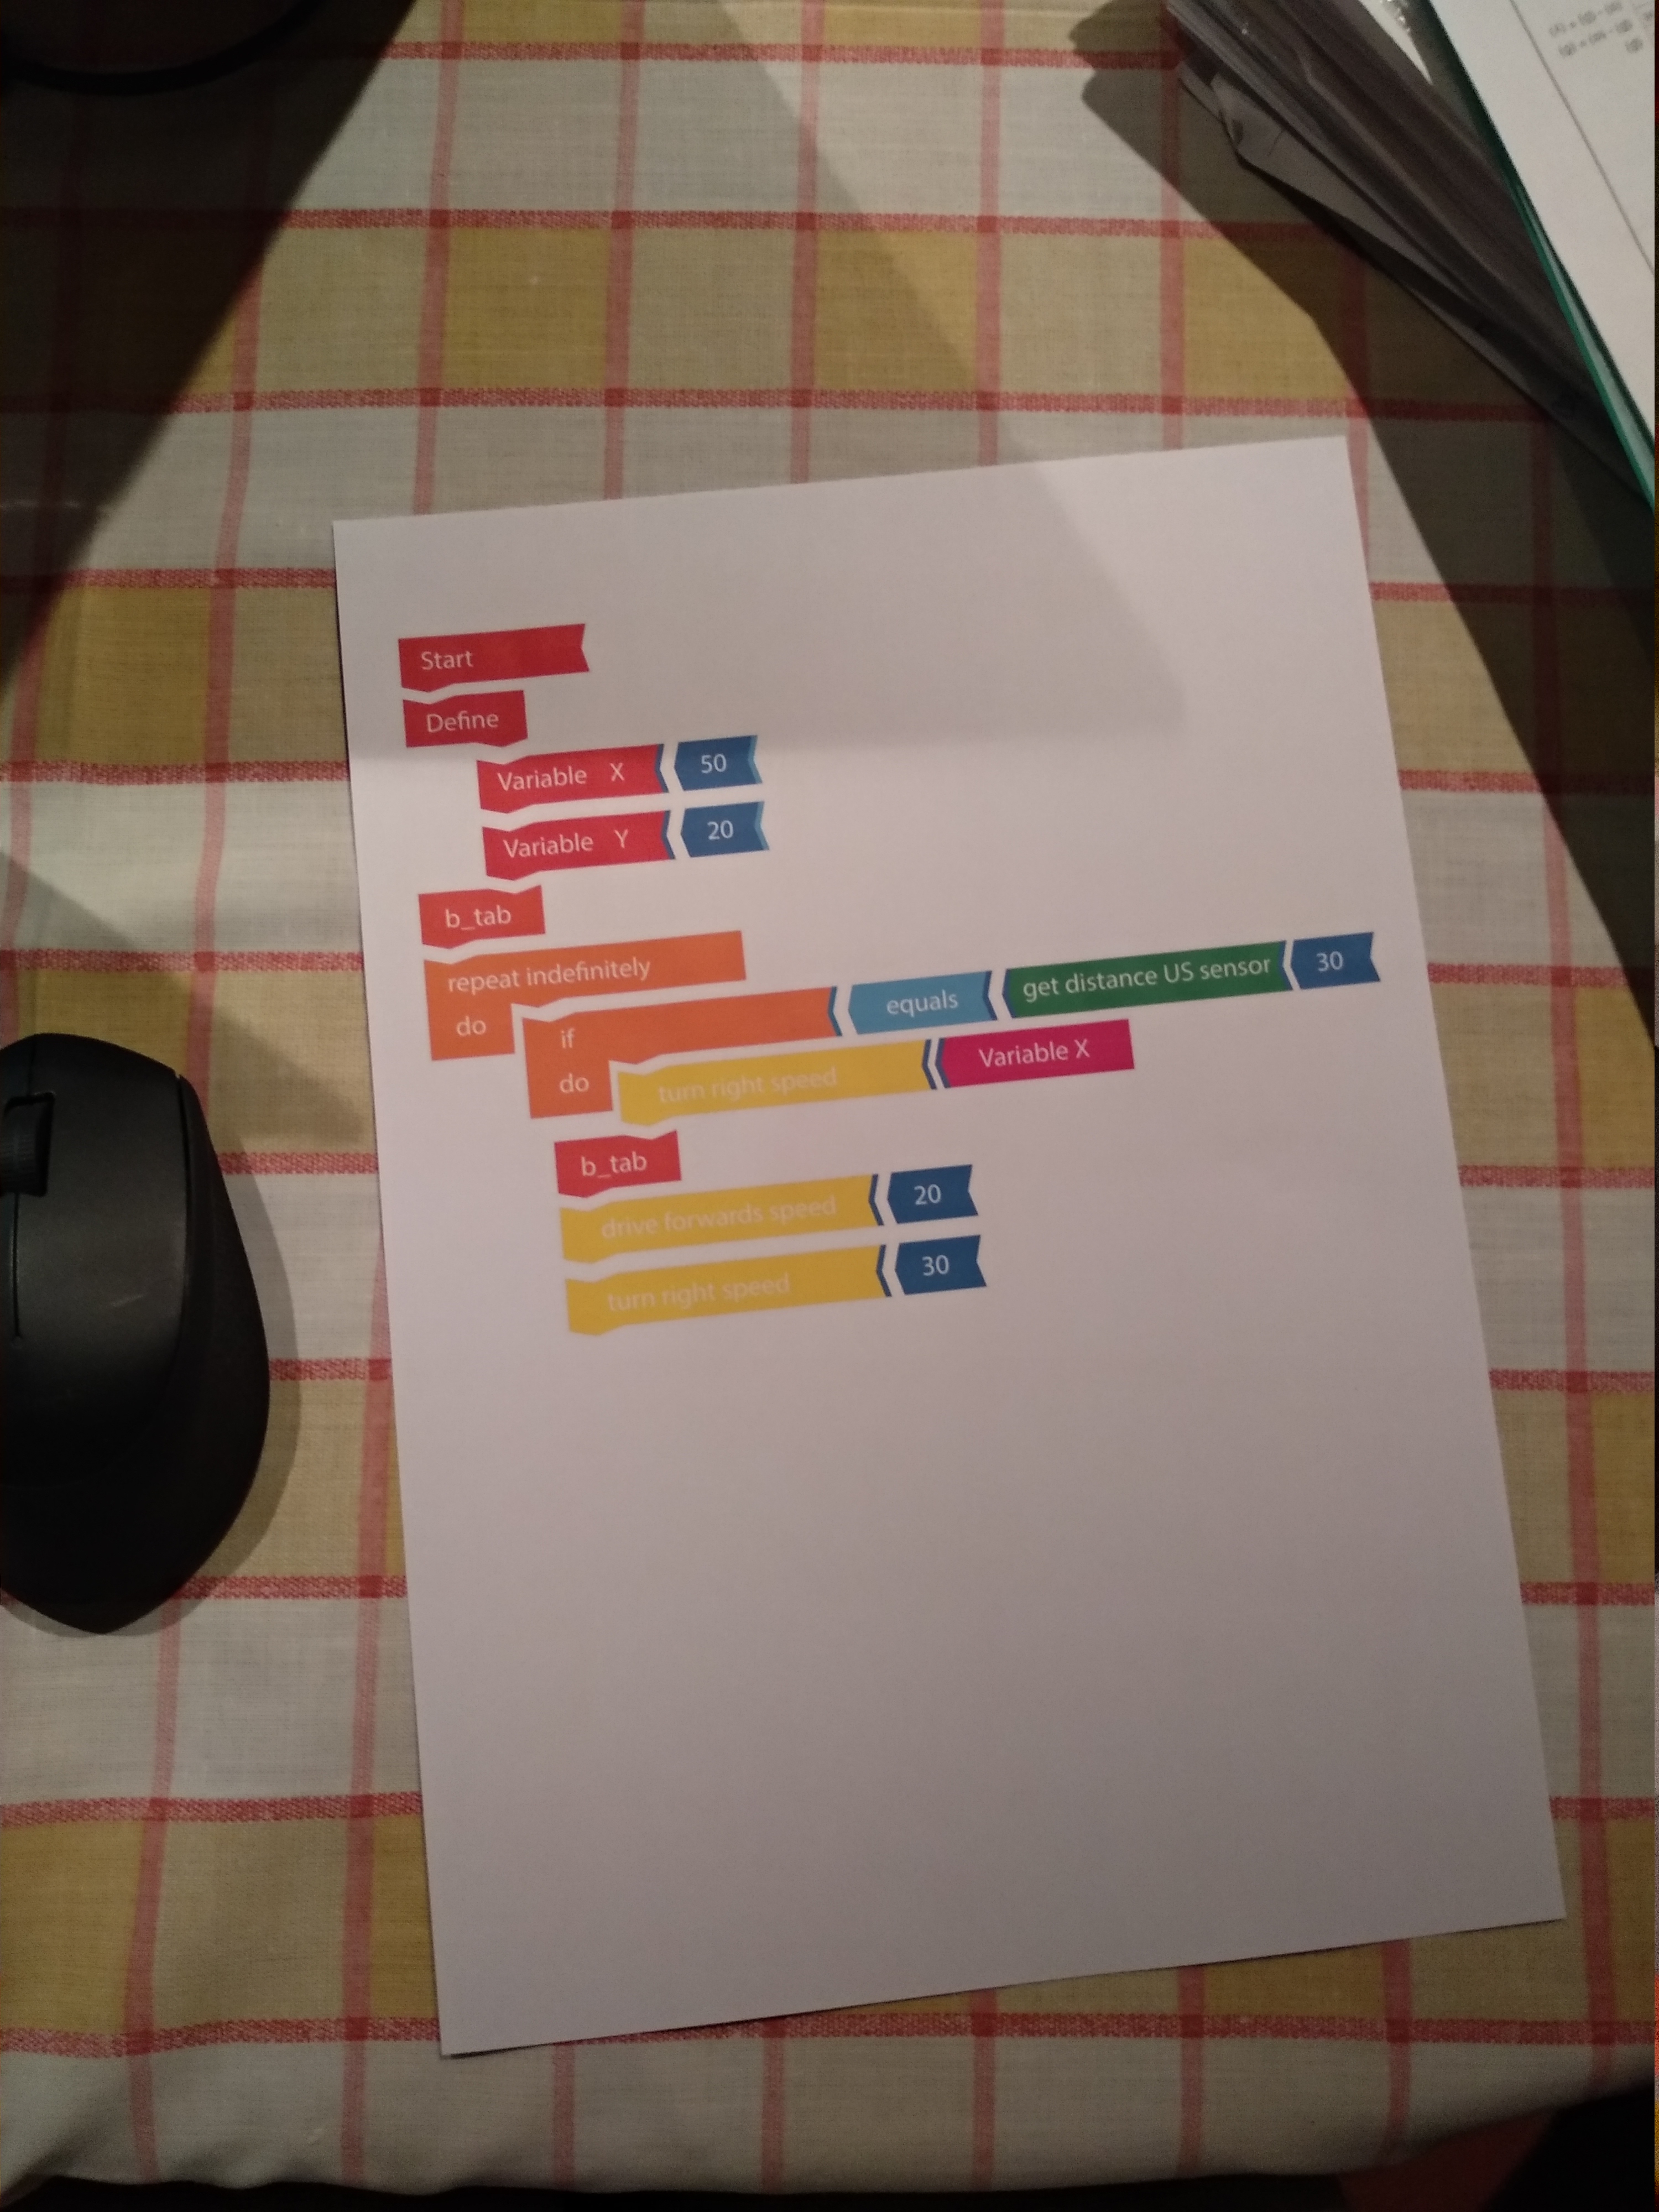 Start
Define
Variable X 50
Variable Y 20
b_tab
repeat indefinitely
do if equals get distance US sensor 30
do turn right speed Variable X
b_tab
drive forwards speed 20
turn right speed 30